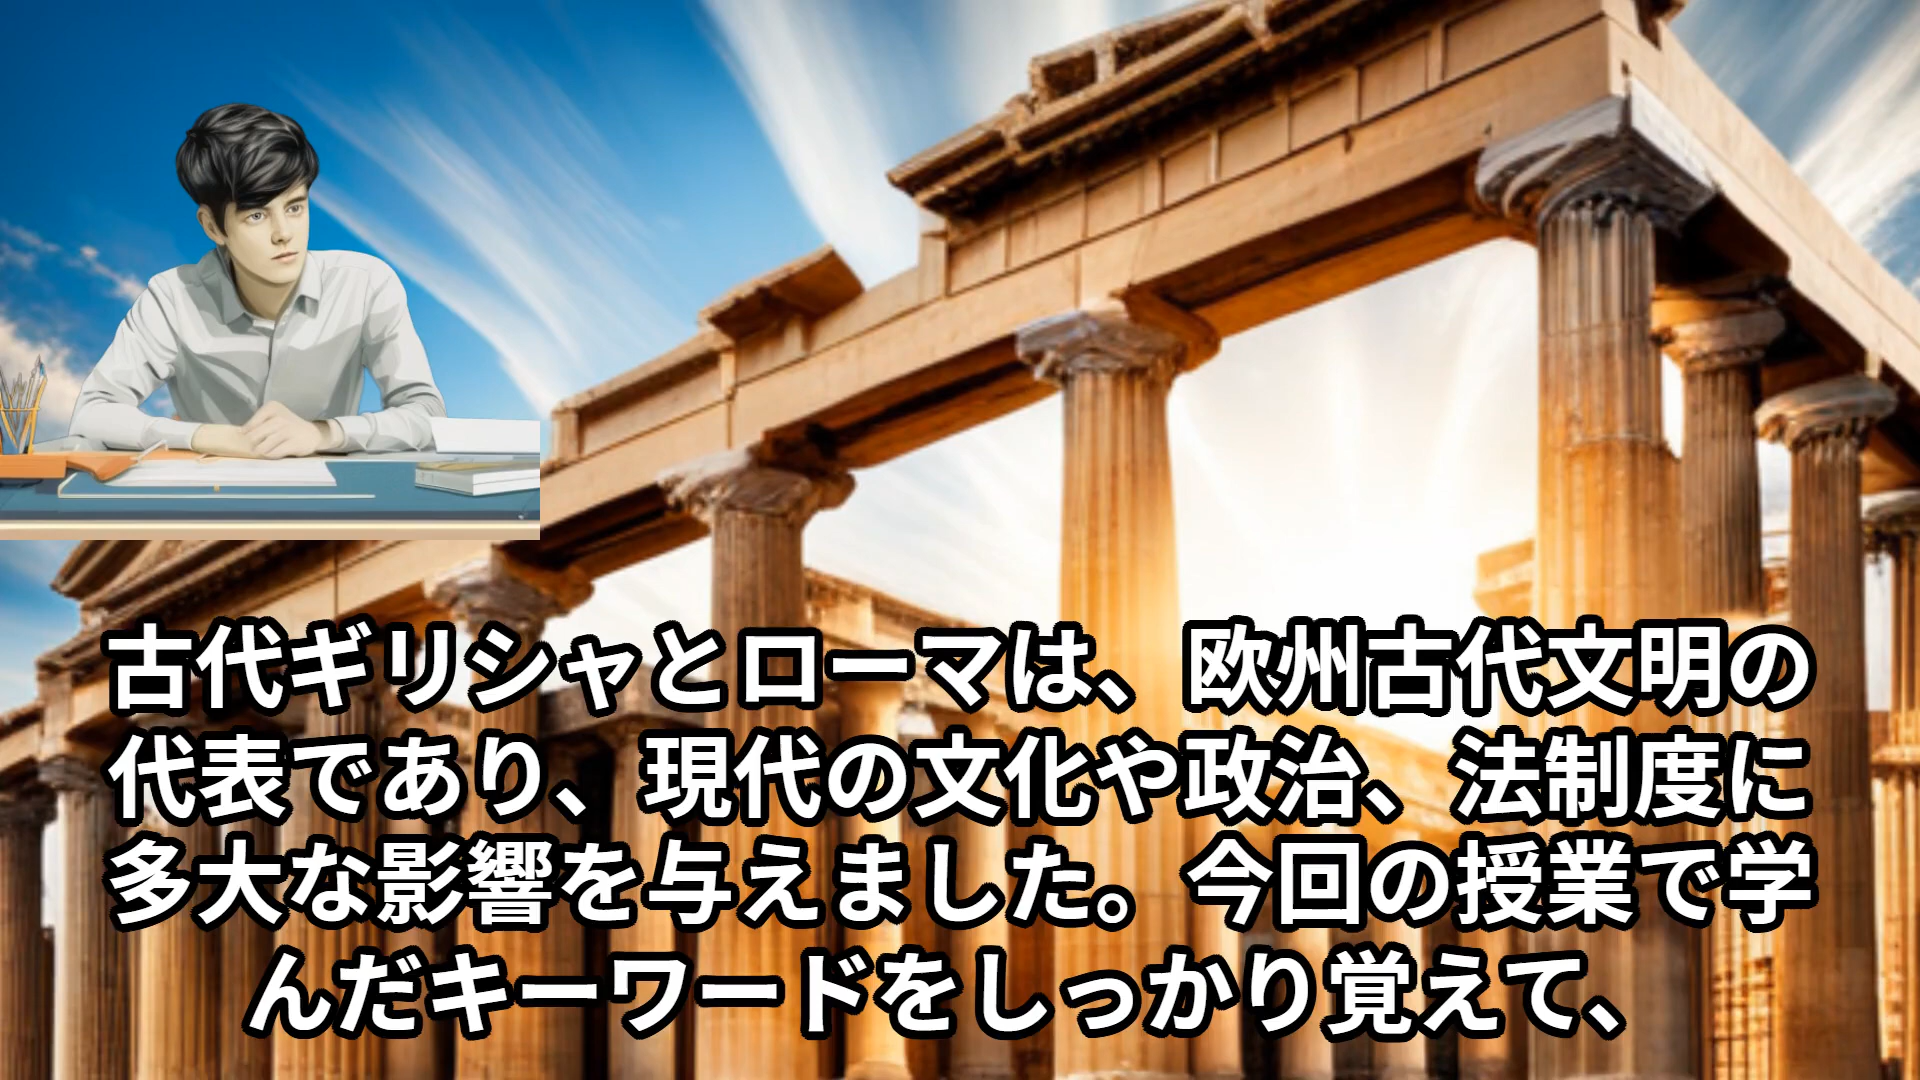 古代ギリシャとローマは、欧州古代文明の
代表であり、現代の文化や政治、法制度に
多大な影響を与えました。今回の授業で学
んだキーワードをしっかり覚えて、